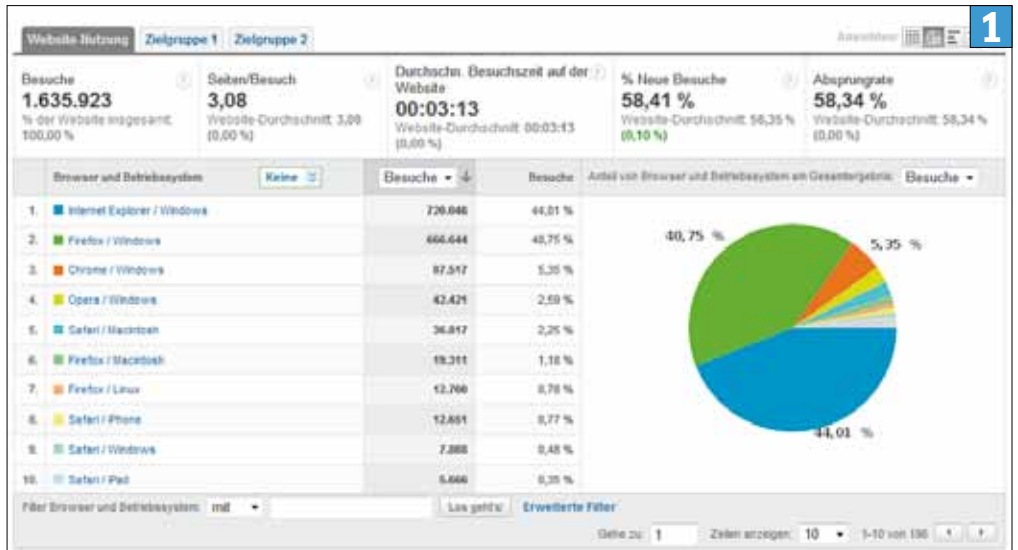 1
Website-Nutzung Zielgruppe 1 Zielgruppe 2 Ansichten:
Besuche
1.635.923
% der Website insgesamt:
100,00 %
Seiten/Besuch
3,08
Website-Durchschnitt: 3,08
(0,00 %)
Durchschn. Besuchszeit auf der
Website
00:03:13
Website-Durchschnitt: 00:03:13
(0,00 %)
% Neue Besuche
58,41 %
Website-Durchschnitt: 58,35 %
(0,10 %)
Absprungrate
58,34 %
Website-Durchschnitt: 58,34 %
(0,00 %)
Browser und Betriebssystem Keine Besuche Besuche Anteil von Browser und Betriebssystem am Gesamtergebnis: Besuche
1. Internet Explorer / Windows 44,01 %
2. Firefox / Windows 666.644 40,75 %
3. Chrome / Windows 87.517 5,35 %
4. Opera / Windows 42.421 2,59 %
5. Safari / Macintosh 2,25 %
6. Firefox / Macintosh 19.311 1,18 %
7. Firefox / Linux 12.760 0,78 %
8. Safari / iPhone 12.651 0,77 %
9. Safari / Windows 0,48 %
10. Safari / iPad 5.666 0,35 %
40,75 %
5,35 %
44,01 %
Filter Browser und Betriebssystem: mit Los geht's! Erweiterte Filter
Gehe zu: 1 Zeilen anzeigen: 10 1-10 von